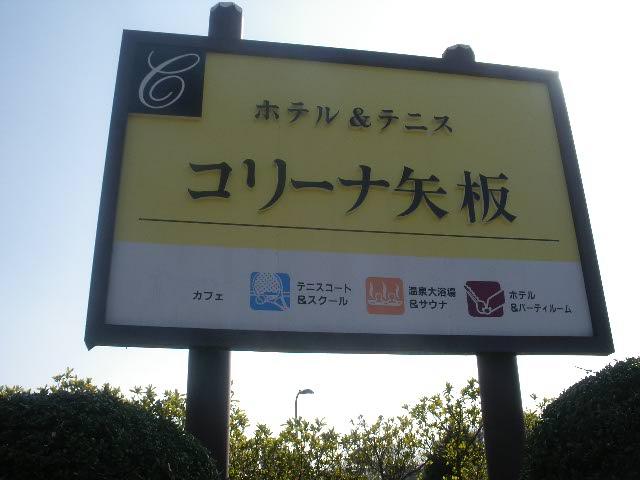 C
ホテル&テニス
コリーナ矢板
カフェ
テニスコート
&スクール
温泉大浴場
&サウナ
ホテル
&パーティルーム